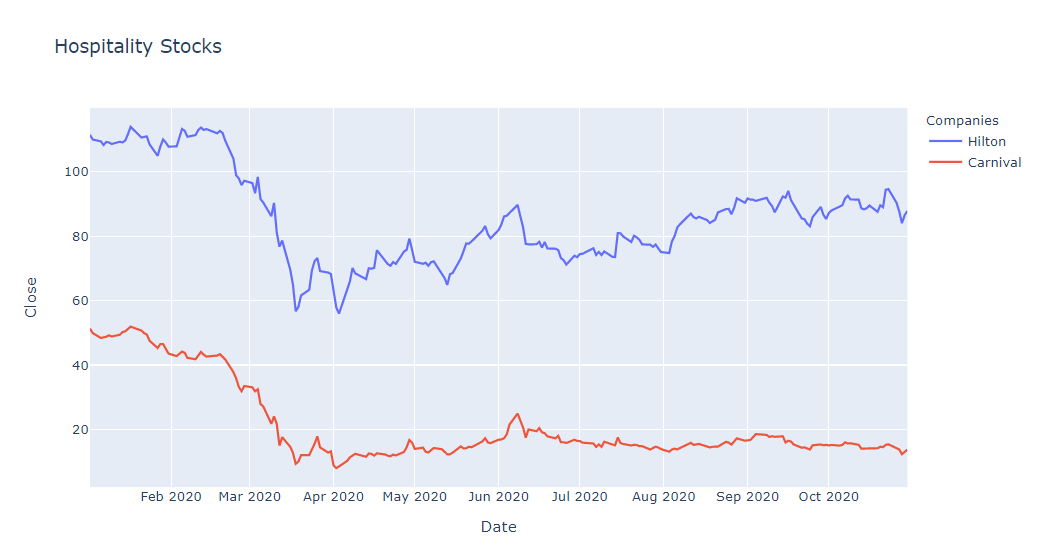 Hospitality Stocks
Companies
Hilton
Carnival
100
80
60
40
20
Close
Feb 2020
Mar 2020
Apr 2020
May 2020
Jun 2020
Jul 2020
Aug 2020
Sep 2020
Oct 2020
Date